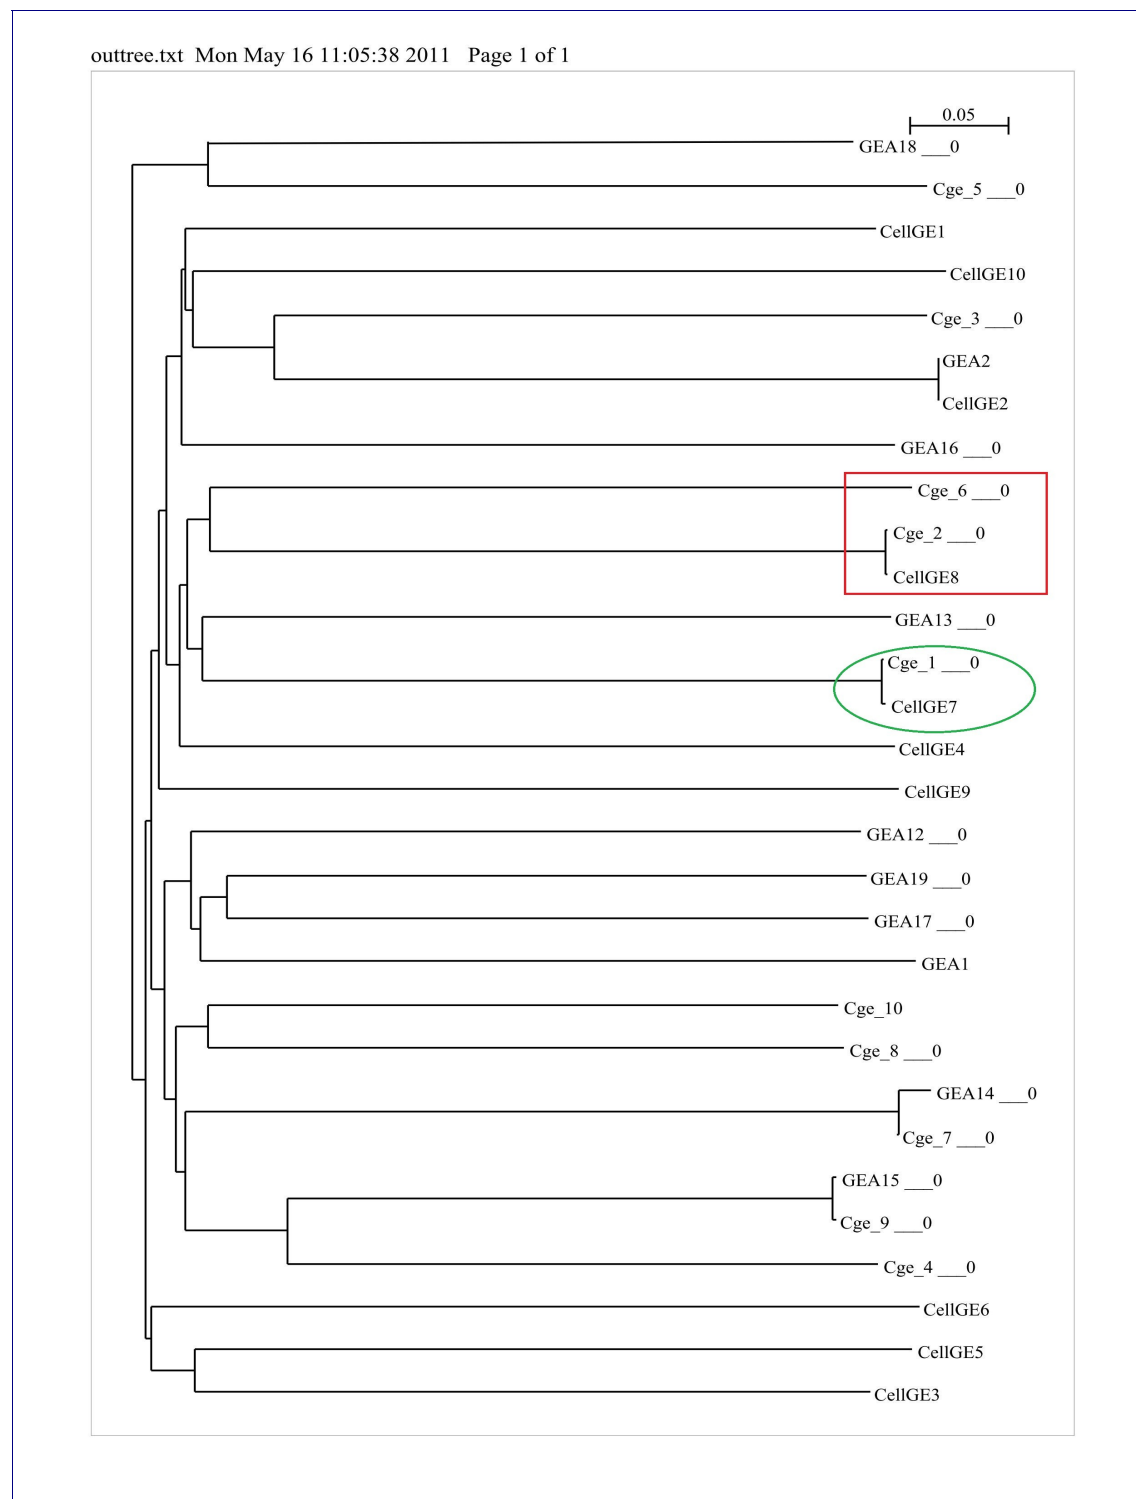 outtree.txt Mon May 16 11:05:38 2011 Page 1 of 1
0.05
GEA18 ___0
Cge_5 ___0
CellGE1
CellGE10
Cge_3 ___0
GEA2
CellGE2
GEA16 ___0
Cge_6 ___0
Cge_2 ___0
CellGE8
GEA13 ___0
Cge_1 ___0
CellGE7
CellGE4
CellGE9
GEA12 ___0
GEA19 ___0
GEA17 ___0
GEA1
Cge_10
Cge_8 ___0
GEA14 ___0
Cge_7 ___0
GEA15 ___0
Cge_9 ___0
Cge_4 ___0
CellGE6
CellGE5
CellGE3